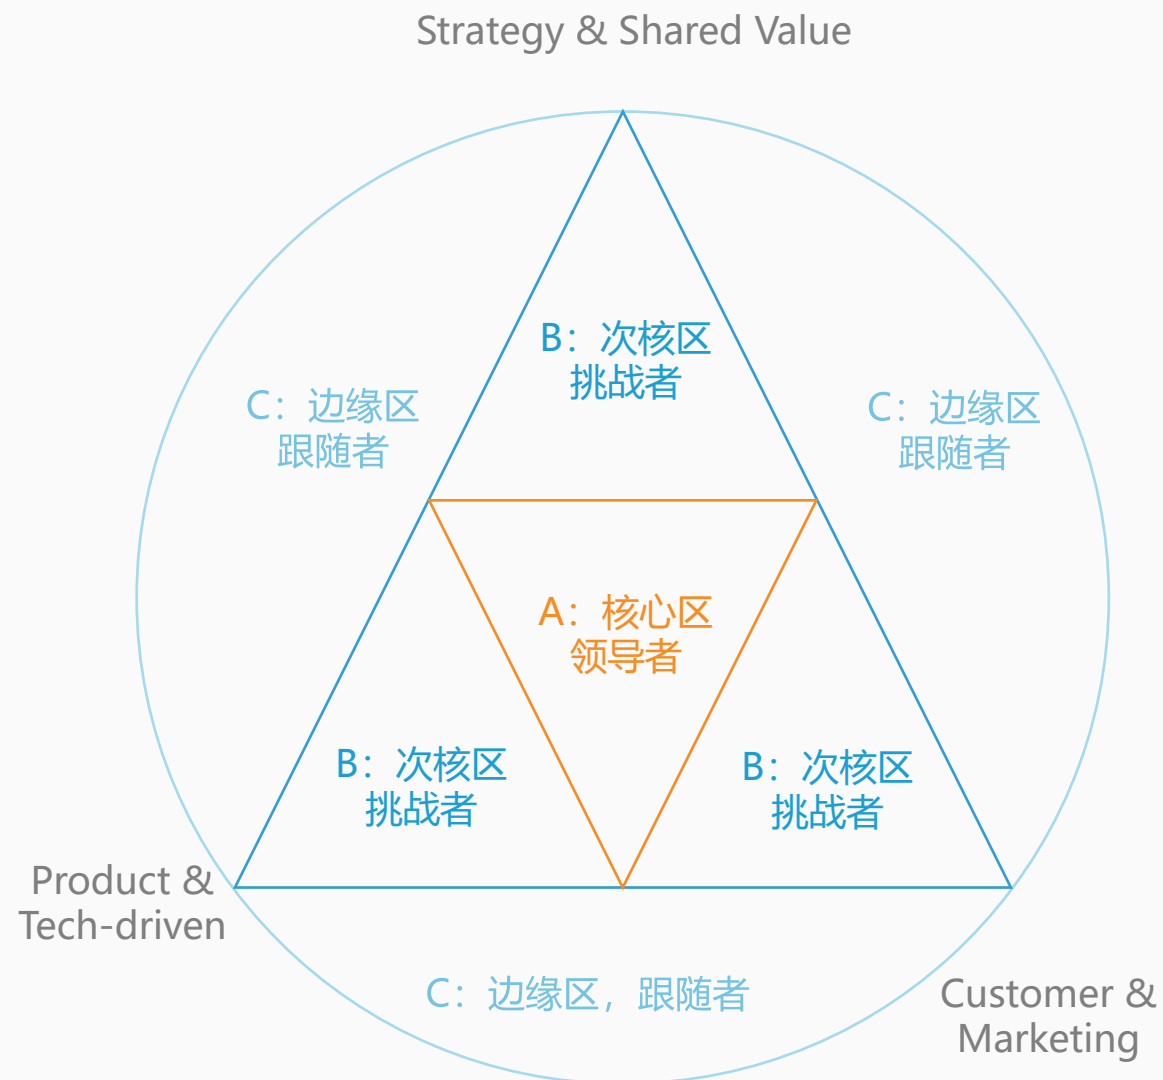 Strategy & Shared Value
B：次核区
挑战者
C：边缘区
跟随者
C：边缘区
跟随者
A：核心区
领导者
B：次核区
挑战者
B：次核区
挑战者
Product &
Tech-driven
C：边缘区，跟随者
Customer &
Marketing